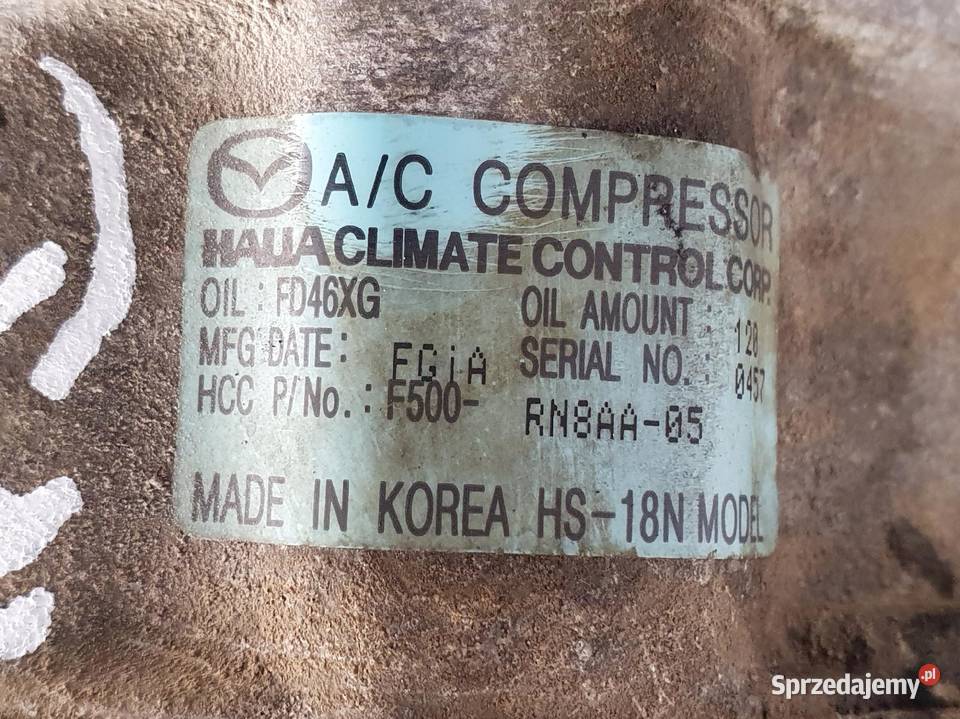 A/C COMPRESSOR
HALLA CLIMATE CONTROL CORP.
OIL : FD46XG OIL AMOUNT : 120
MFG DATE : FGiA SERIAL NO. : 0457
HCC P/No. : F500- RN8AA-05
MADE IN KOREA HS-18N MODEL
Sprzedajemy.pl